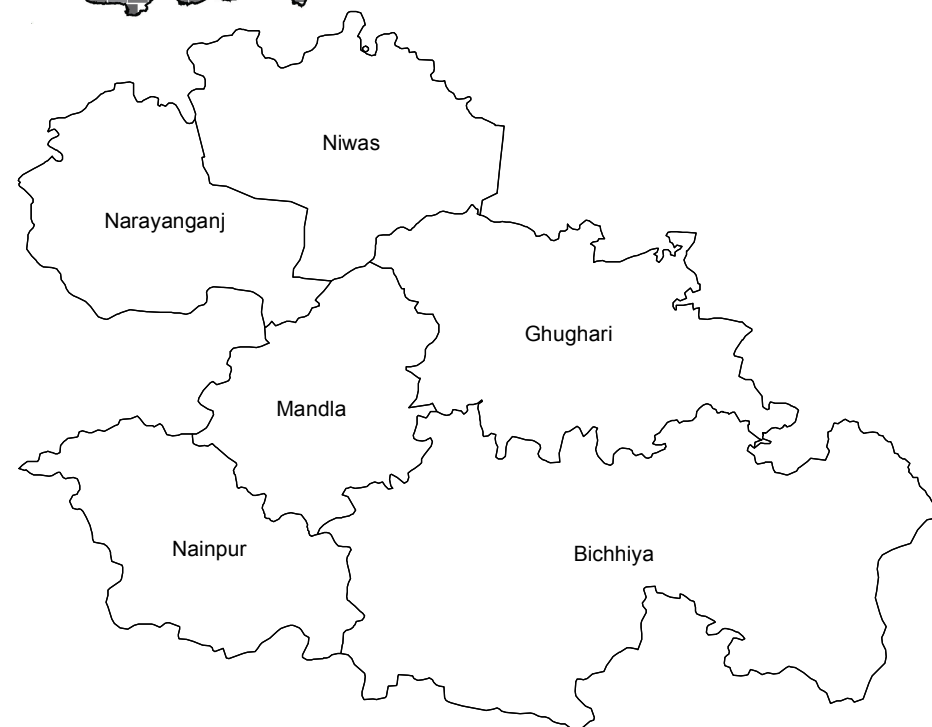 Niwas
Narayanganj
Ghughari
Mandla
Nainpur
Bichhiya